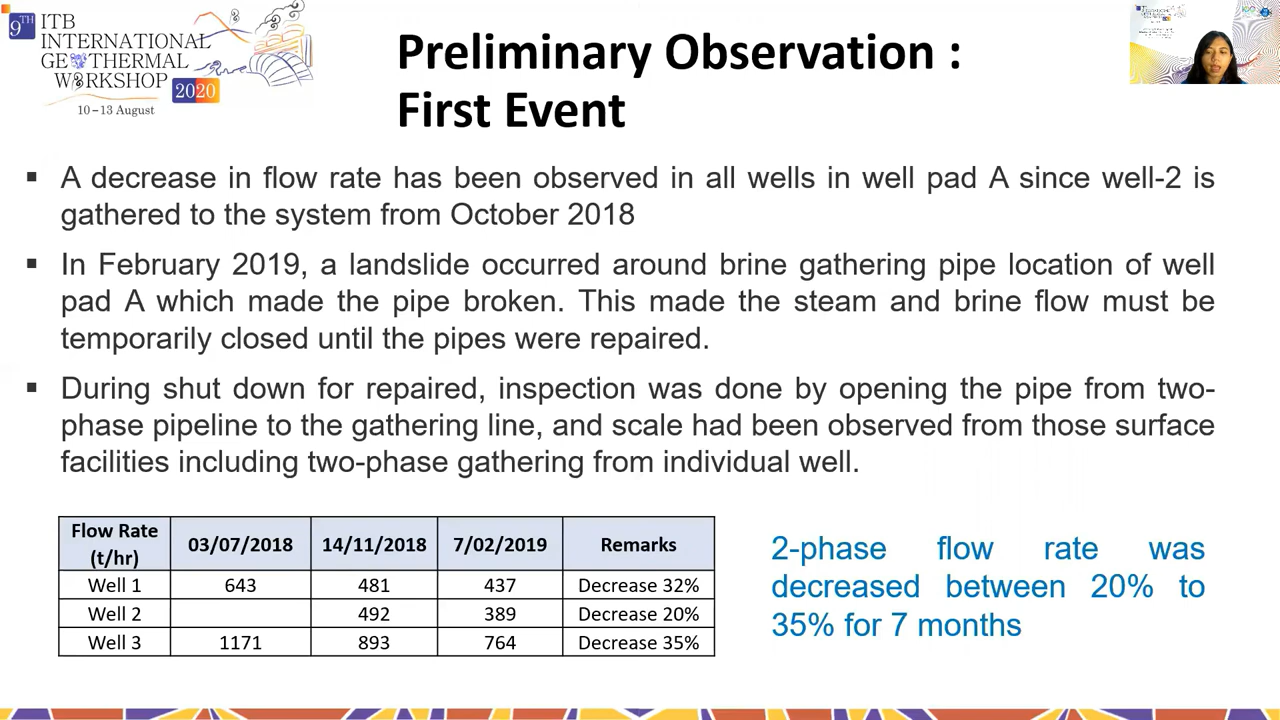 9TH
ITB
INTERNATIONAL
GEOTHERMAL
WORKSHOP 2020
10 – 13 August
Preliminary Observation :
First Event
▪ A decrease in flow rate has been observed in all wells in well pad A since well-2 is
gathered to the system from October 2018
▪ In February 2019, a landslide occurred around brine gathering pipe location of well
pad A which made the pipe broken. This made the steam and brine flow must be
temporarily closed until the pipes were repaired.
▪ During shut down for repaired, inspection was done by opening the pipe from two-
phase pipeline to the gathering line, and scale had been observed from those surface
facilities including two-phase gathering from individual well.
Flow Rate
(t/hr) 03/07/2018 14/11/2018 7/02/2019 Remarks
Well 1 643 481 437 Decrease 32%
Well 2 492 389 Decrease 20%
Well 3 1171 893 764 Decrease 35%
2-phase flow rate was
decreased between 20% to
35% for 7 months